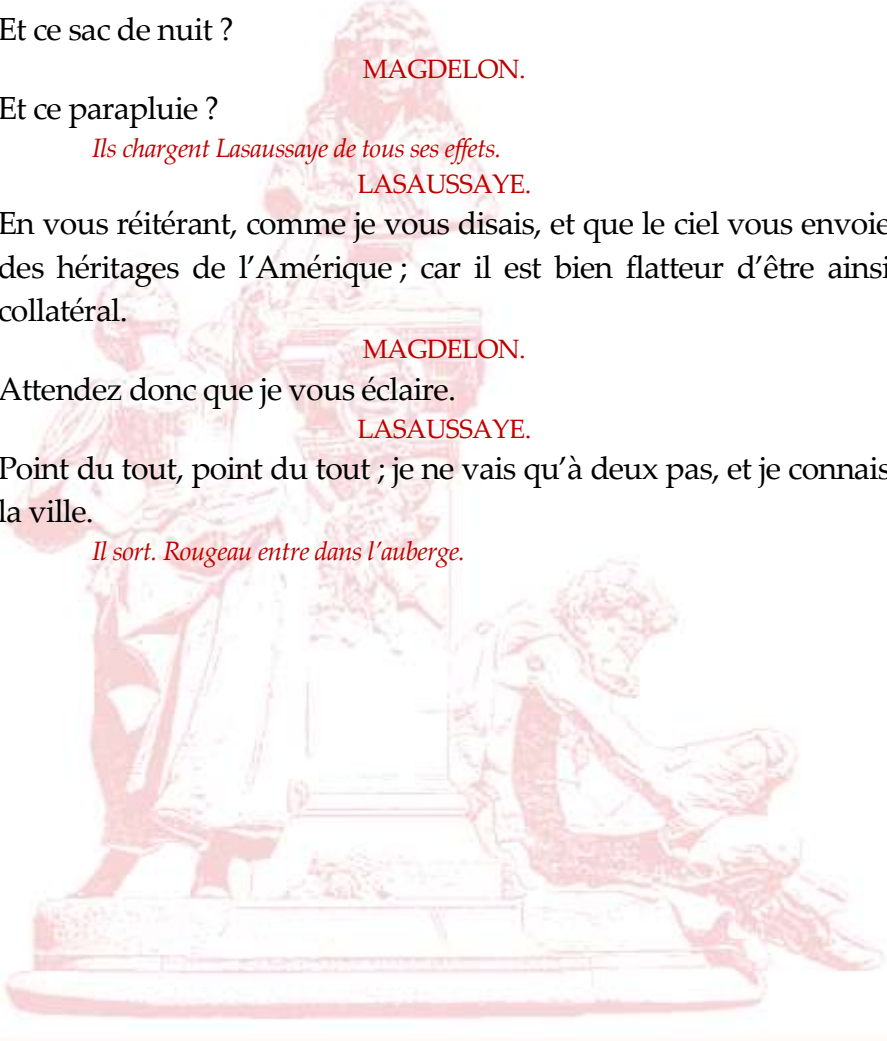 Et ce sac de nuit ?
MAGDELON.
Et ce parapluie ?
Ils chargent Lasaussaye de tous ses effets.
LASAUSSAYE.
En vous réitérant, comme je vous disais, et que le ciel vous envoie
des héritages de l’Amérique ; car il est bien flatteur d’être ainsi
collatéral.
MAGDELON.
Attendez donc que je vous éclaire.
LASAUSSAYE.
Point du tout, point du tout ; je ne vais qu’à deux pas, et je connais
la ville.
Il sort. Rougeau entre dans l’auberge.